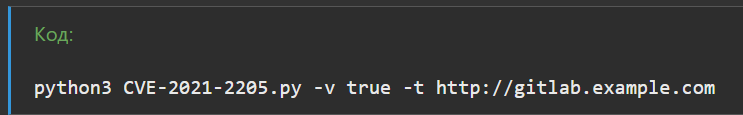 Код:
python3 CVE-2021-2205.py -v true -t http://gitlab.example.com